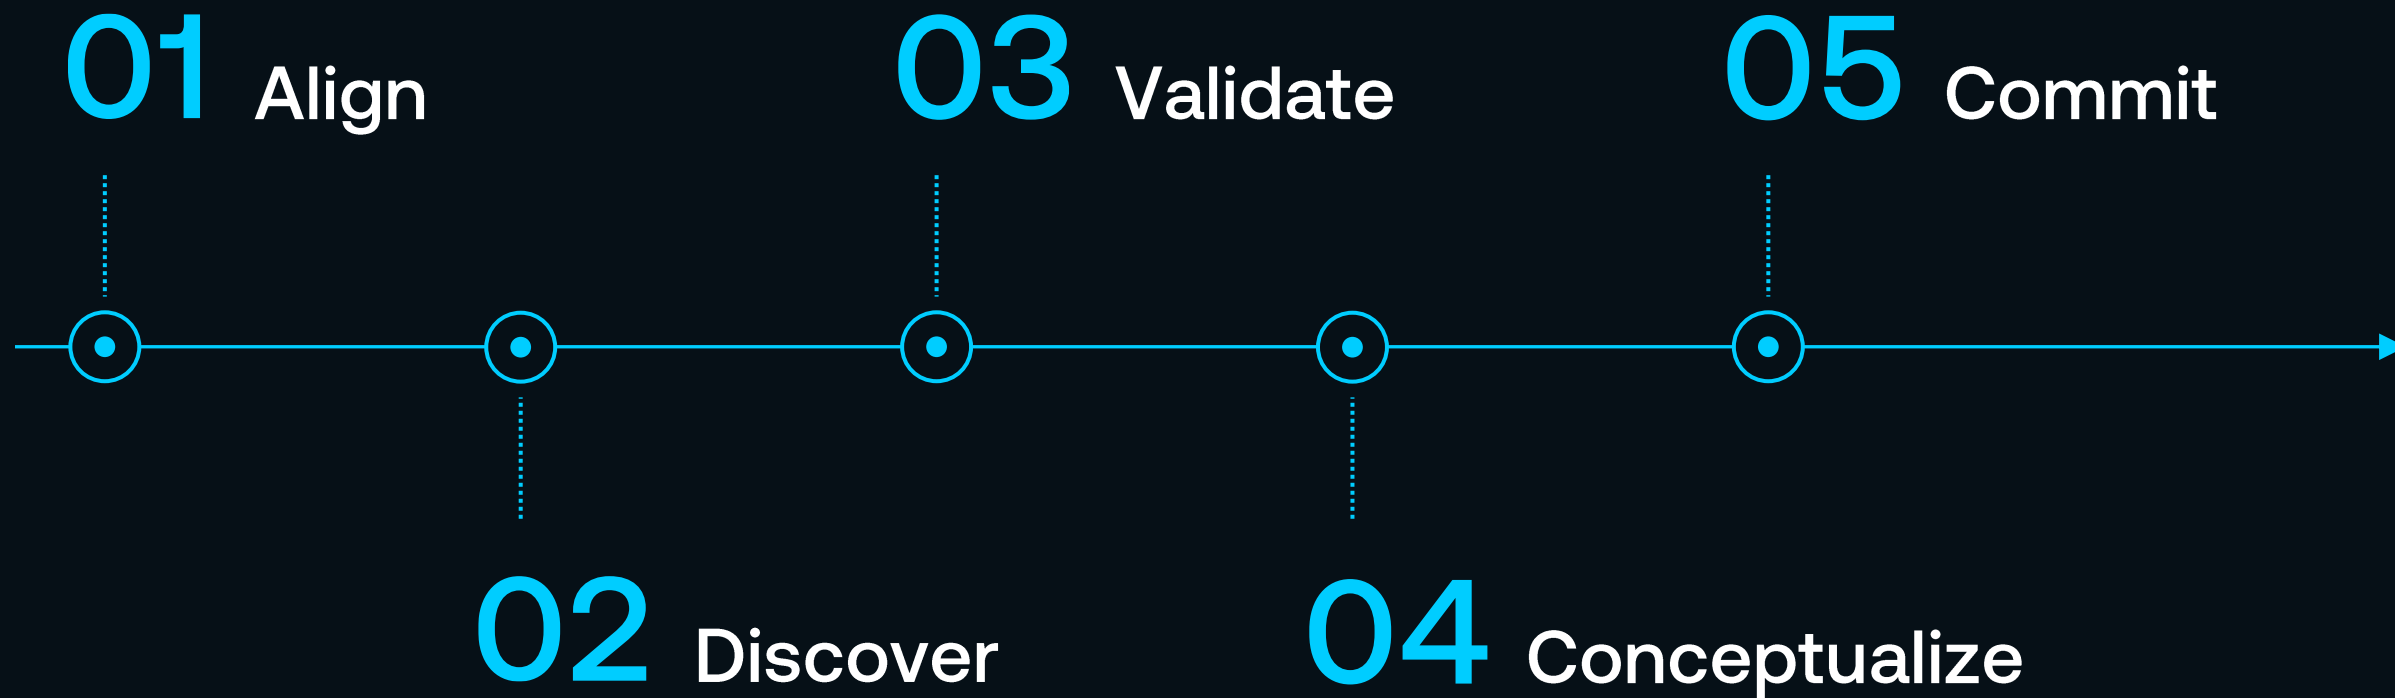 01 Align
03 Validate
05 Commit
02 Discover
04 Conceptualize